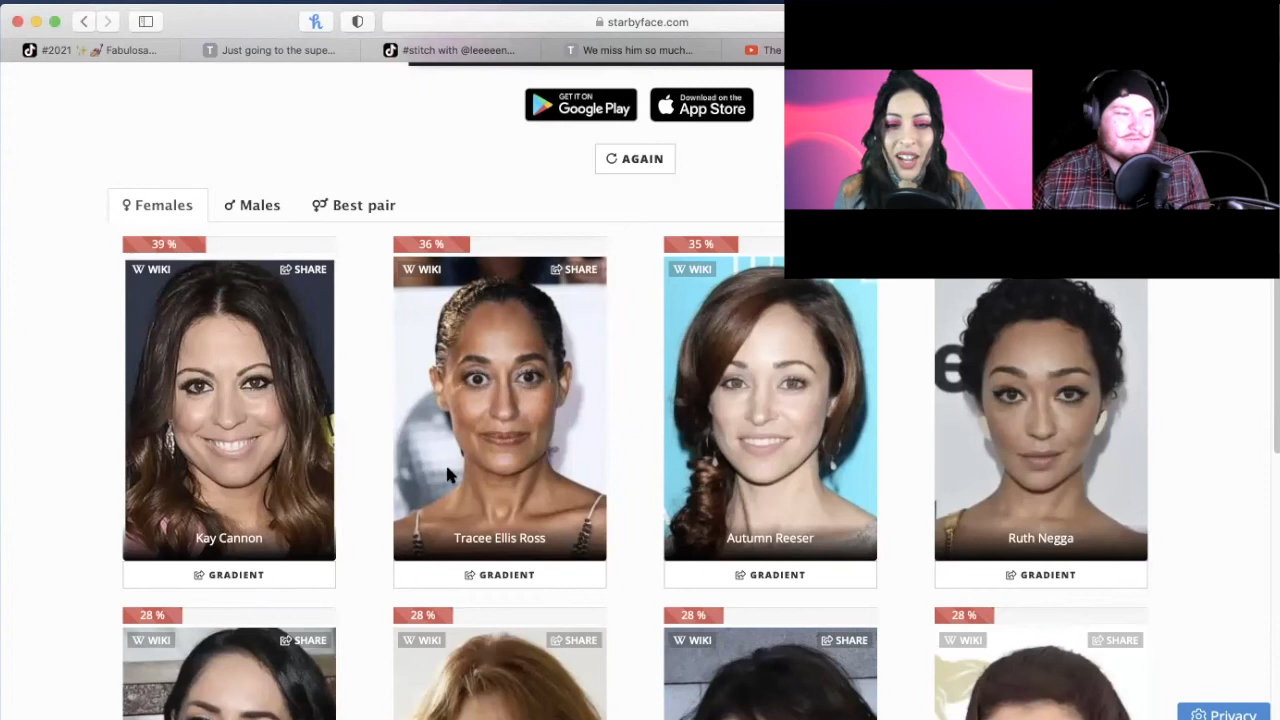 starbyface.com
#2021 ✨💅🏽 Fabulosa...
T Just going to the supe...
#stitch with @leeeeen...
T We miss him so much...
The
GET IT ON Google Play
Download on the App Store
AGAIN
Females Males Best pair
39 % 36 % 35 %
W WIKI SHARE W WIKI SHARE W WIKI
Kay Cannon Tracee Ellis Ross Autumn Reeser Ruth Negga
GRADIENT GRADIENT GRADIENT GRADIENT
28 % 28 % 28 % 28 %
W WIKI SHARE W WIKI SHARE W WIKI SHARE W WIKI SHARE
Privacy